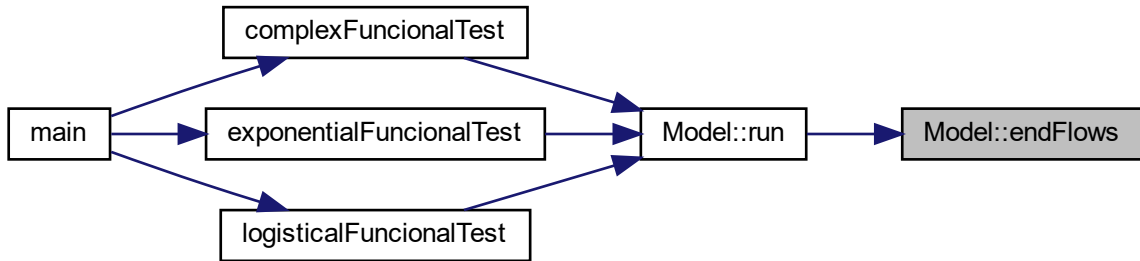 complexFuncionalTest
main
exponentialFuncionalTest
Model::run
Model::endFlows
logisticalFuncionalTest